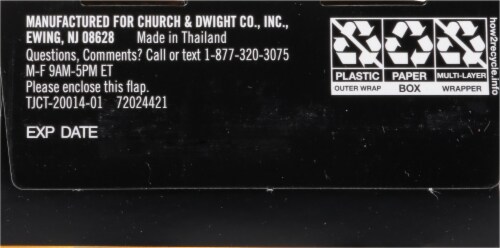 MANUFACTURED FOR CHURCH & DWIGHT CO., INC.,
EWING, NJ 08628 Made in Thailand
Questions, Comments? Call or text 1-877-320-3075
M-F 9AM-5PM ET
Please enclose this flap.
TJCT-20014-01 72024421
EXP DATE
PLASTIC
OUTER WRAP
PAPER
BOX
MULTI-LAYER
WRAPPER
how2recycle.info